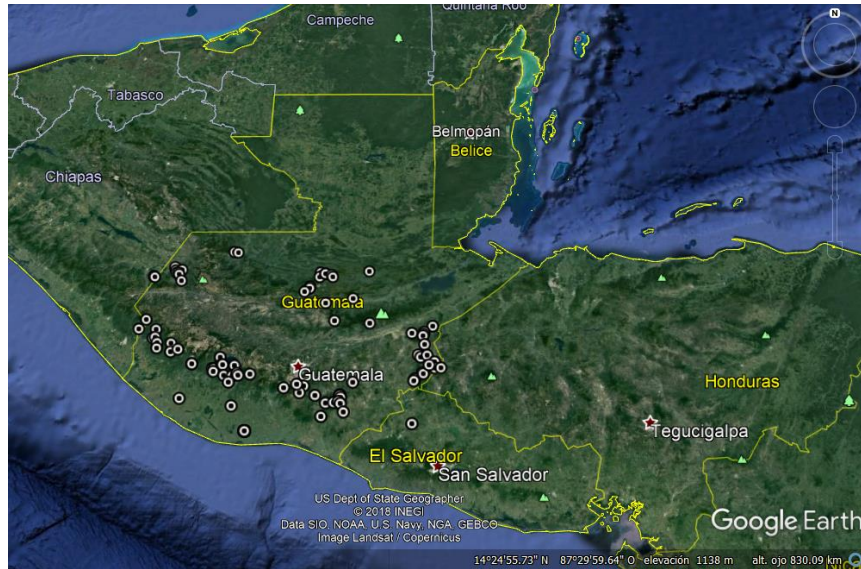 Campeche
Quintana Roo
N
Tabasco
Belmopán
Belice
Chiapas
Guatemala
Guatemala
Honduras
Tegucigalpa
El Salvador
San Salvador
US Dept of State Geographer
© 2018 INEGI
Data SIO, NOAA, U.S. Navy, NGA, GEBCO
Image Landsat / Copernicus
Google Earth
14°24'55.73" N 87°29'59.64" O elevación 1138 m alt. ojo 830.09 km